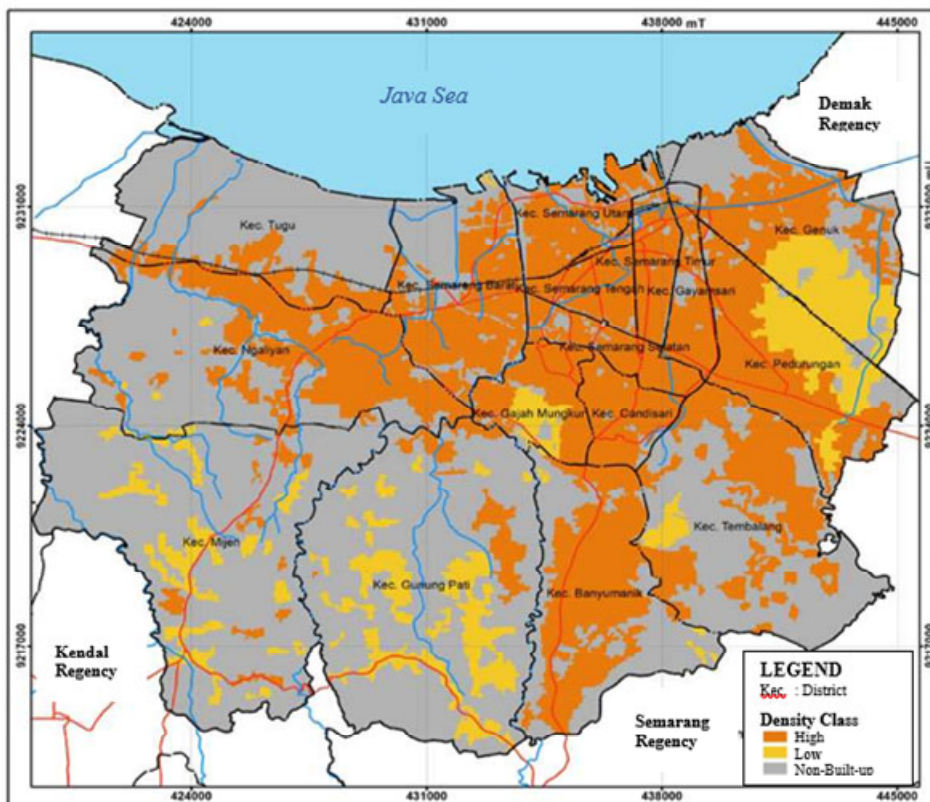 424000
431000
438000 mT
445000
Java Sea
Demak
Regency
9231000
Kec. Semarang Utara
Kec. Tugu
Kec. Genuk
Kec. Semarang Timur
Kec. Semarang Barat
Kec. Semarang Tengah
Kec. Gayamsari
Kec. Ngaliyan
Kec. Semarang Selatan
Kec. Pedurungan
Kec. Gajah Mungkur
Kec. Candisari
9224000
Kec. Tembalang
Kec. Mijen
Kec. Gunung Pati
Kec. Banyumanik
9217000
Kendal
Regency
Semarang
Regency
LEGEND
Kec. : District
Density Class
High
Low
Non-Built-up
424000
431000
438000
445000